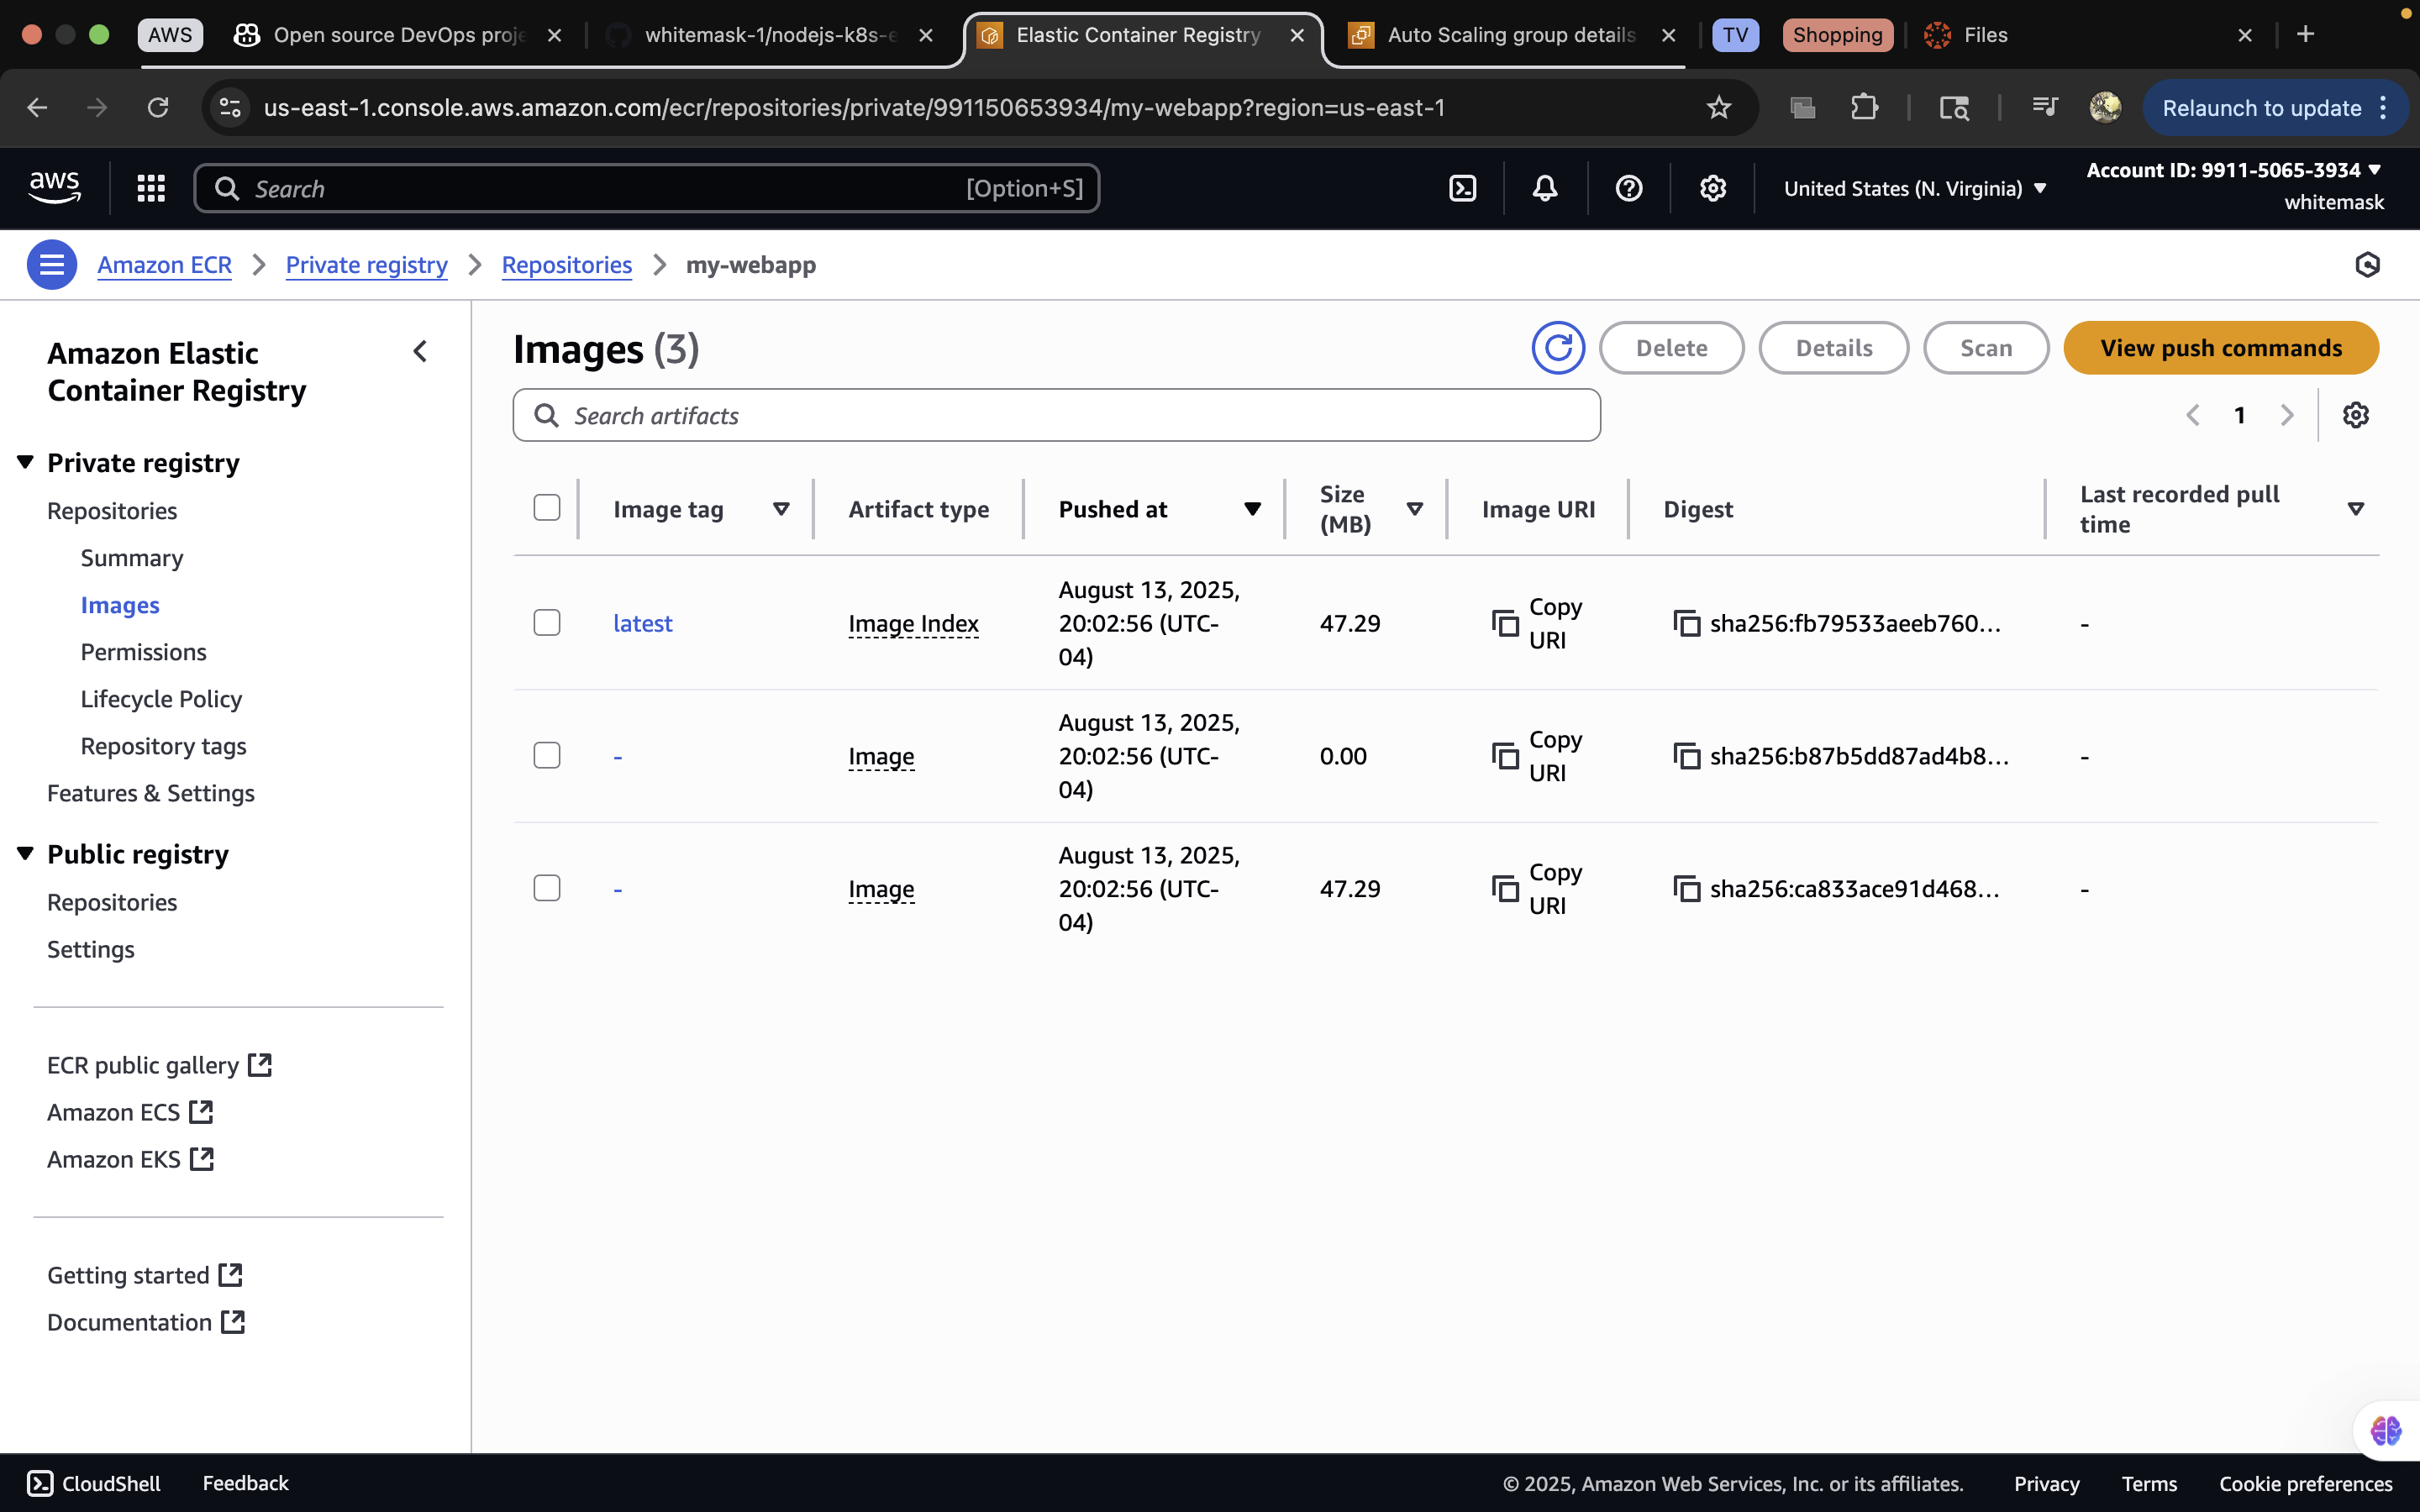 AWS
Open source DevOps proje
whitemask-1/nodejs-k8s-e
Elastic Container Registry
Auto Scaling group details
TV
Shopping
Files
us-east-1.console.aws.amazon.com/ecr/repositories/private/991150653934/my-webapp?region=us-east-1
Relaunch to update
aws
Search
[Option+S]
United States (N. Virginia)
Account ID: 9911-5065-3934
whitemask
Amazon ECR
Private registry
Repositories
my-webapp
Amazon Elastic
Container Registry
Private registry
Repositories
Summary
Images
Permissions
Lifecycle Policy
Repository tags
Features & Settings
Public registry
Repositories
Settings
ECR public gallery
Amazon ECS
Amazon EKS
Getting started
Documentation
Images (3)
Delete
Details
Scan
View push commands
Search artifacts
1
Image tag
Artifact type
Pushed at
Size
(MB)
Image URI
Digest
Last recorded pull
time
latest
Image Index
August 13, 2025,
20:02:56 (UTC-
04)
47.29
Copy
URI
sha256:fb79533aeeb760...
-
-
Image
August 13, 2025,
20:02:56 (UTC-
04)
0.00
Copy
URI
sha256:b87b5dd87ad4b8...
-
-
Image
August 13, 2025,
20:02:56 (UTC-
04)
47.29
Copy
URI
sha256:ca833ace91d468...
-
CloudShell
Feedback
© 2025, Amazon Web Services, Inc. or its affiliates.
Privacy
Terms
Cookie preferences